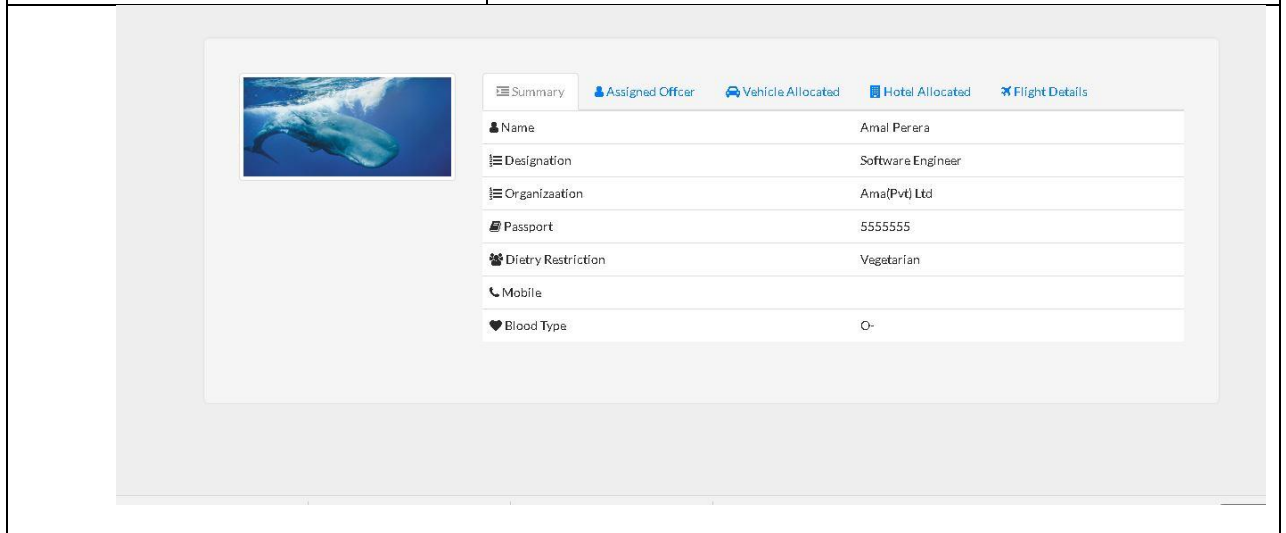 Summary Assigned Offcer Vehicle Allocated Hotel Allocated Flight Details
Name Amal Perera
Designation Software Engineer
Organizaation Ama(Pvt) Ltd
Passport 5555555
Dietry Restriction Vegetarian
Mobile
Blood Type O-